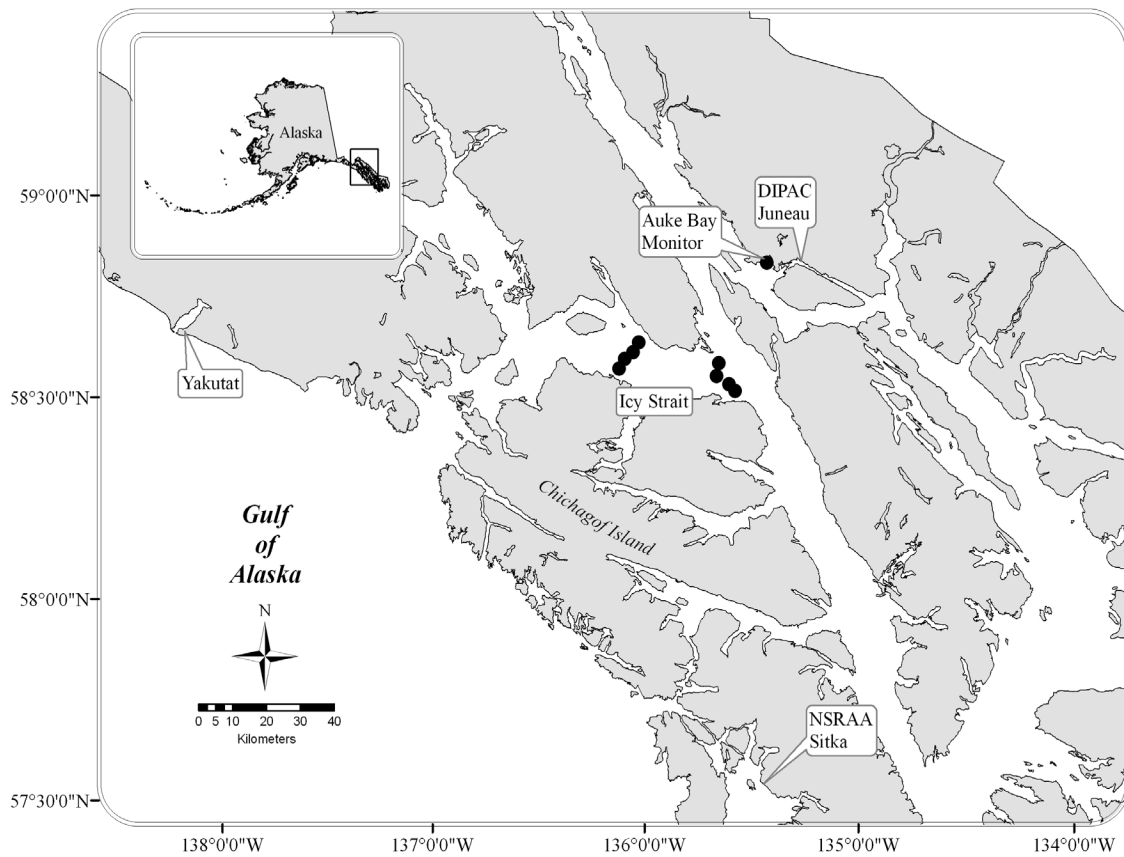 Alaska
59°0'0"N
DIPAC
Juneau
Auke Bay
Monitor
Yakutat
58°30'0"N
Icy Strait
Chichagof Island
Gulf
of
Alaska
58°0'0"N
N
0 5 10 20 30 40
Kilometers
NSRAA
Sitka
57°30'0"N
138°0'0"W
137°0'0"W
136°0'0"W
135°0'0"W
134°0'0"W